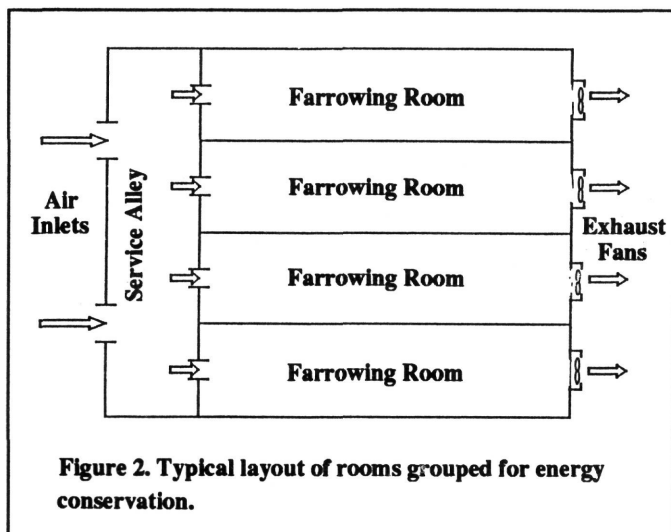 Farrowing Room
Farrowing Room
Air
Inlets
Service Alley
Exhaust
Fans
Farrowing Room
Farrowing Room
Figure 2. Typical layout of rooms grouped for energy
conservation.